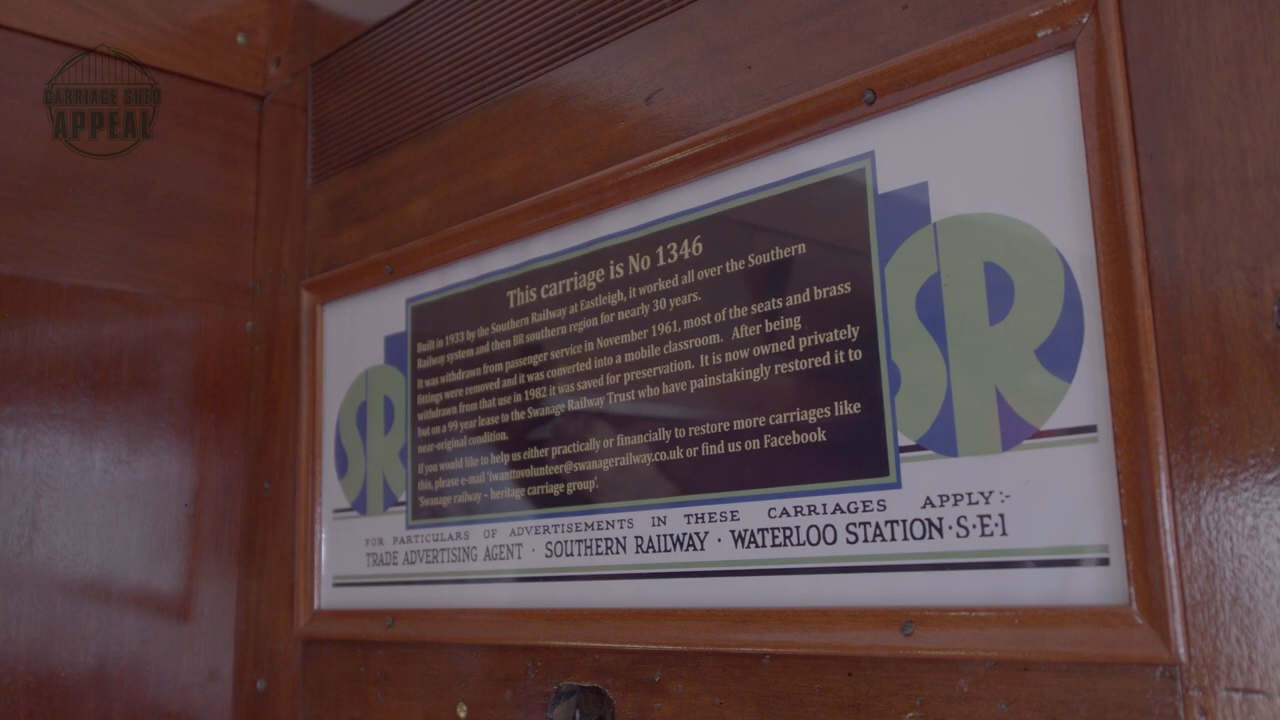 CARRIAGE SHED
APPEAL
This carriage is No 1346
Built in 1933 by the Southern Railway at Eastleigh, it worked all over the Southern
Railway system and then BR southern region for nearly 30 years.
It was withdrawn from passenger service in November 1961, most of the seats and brass
fittings were removed and it was converted into a mobile classroom. After being
withdrawn from that use in 1982 it was saved for preservation. It is now owned privately
but on a 99 year lease to the Swanage Railway Trust who have painstakingly restored it to
near-original condition.
If you would like to help us either practically or financially to restore more carriages like
this, please e-mail 'iwanttovolunteer@swanagerailway.co.uk or find us on Facebook
'Swanage railway – heritage carriage group'.
SR
SR
FOR PARTICULARS OF ADVERTISEMENTS IN THESE CARRIAGES APPLY:-
TRADE ADVERTISING AGENT · SOUTHERN RAILWAY · WATERLOO STATION·S·E·1